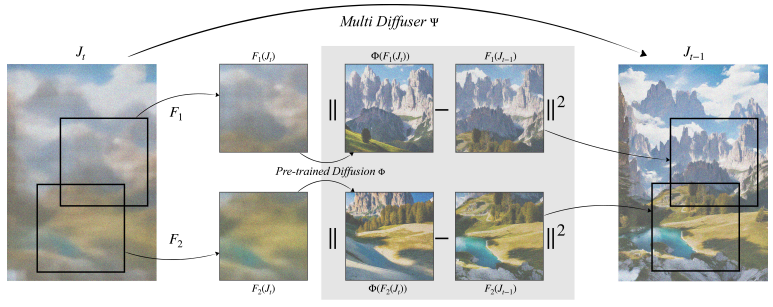 Multi Diffuser Ψ
J_t
J_{t−1}
F_1(J_t)
Φ(F_1(J_t))
F_1(J_{t−1})
F_1
‖ − ‖²
Pre-trained Diffusion Φ
F_2
‖ − ‖²
F_2(J_t)
Φ(F_2(J_t))
F_2(J_{t−1})